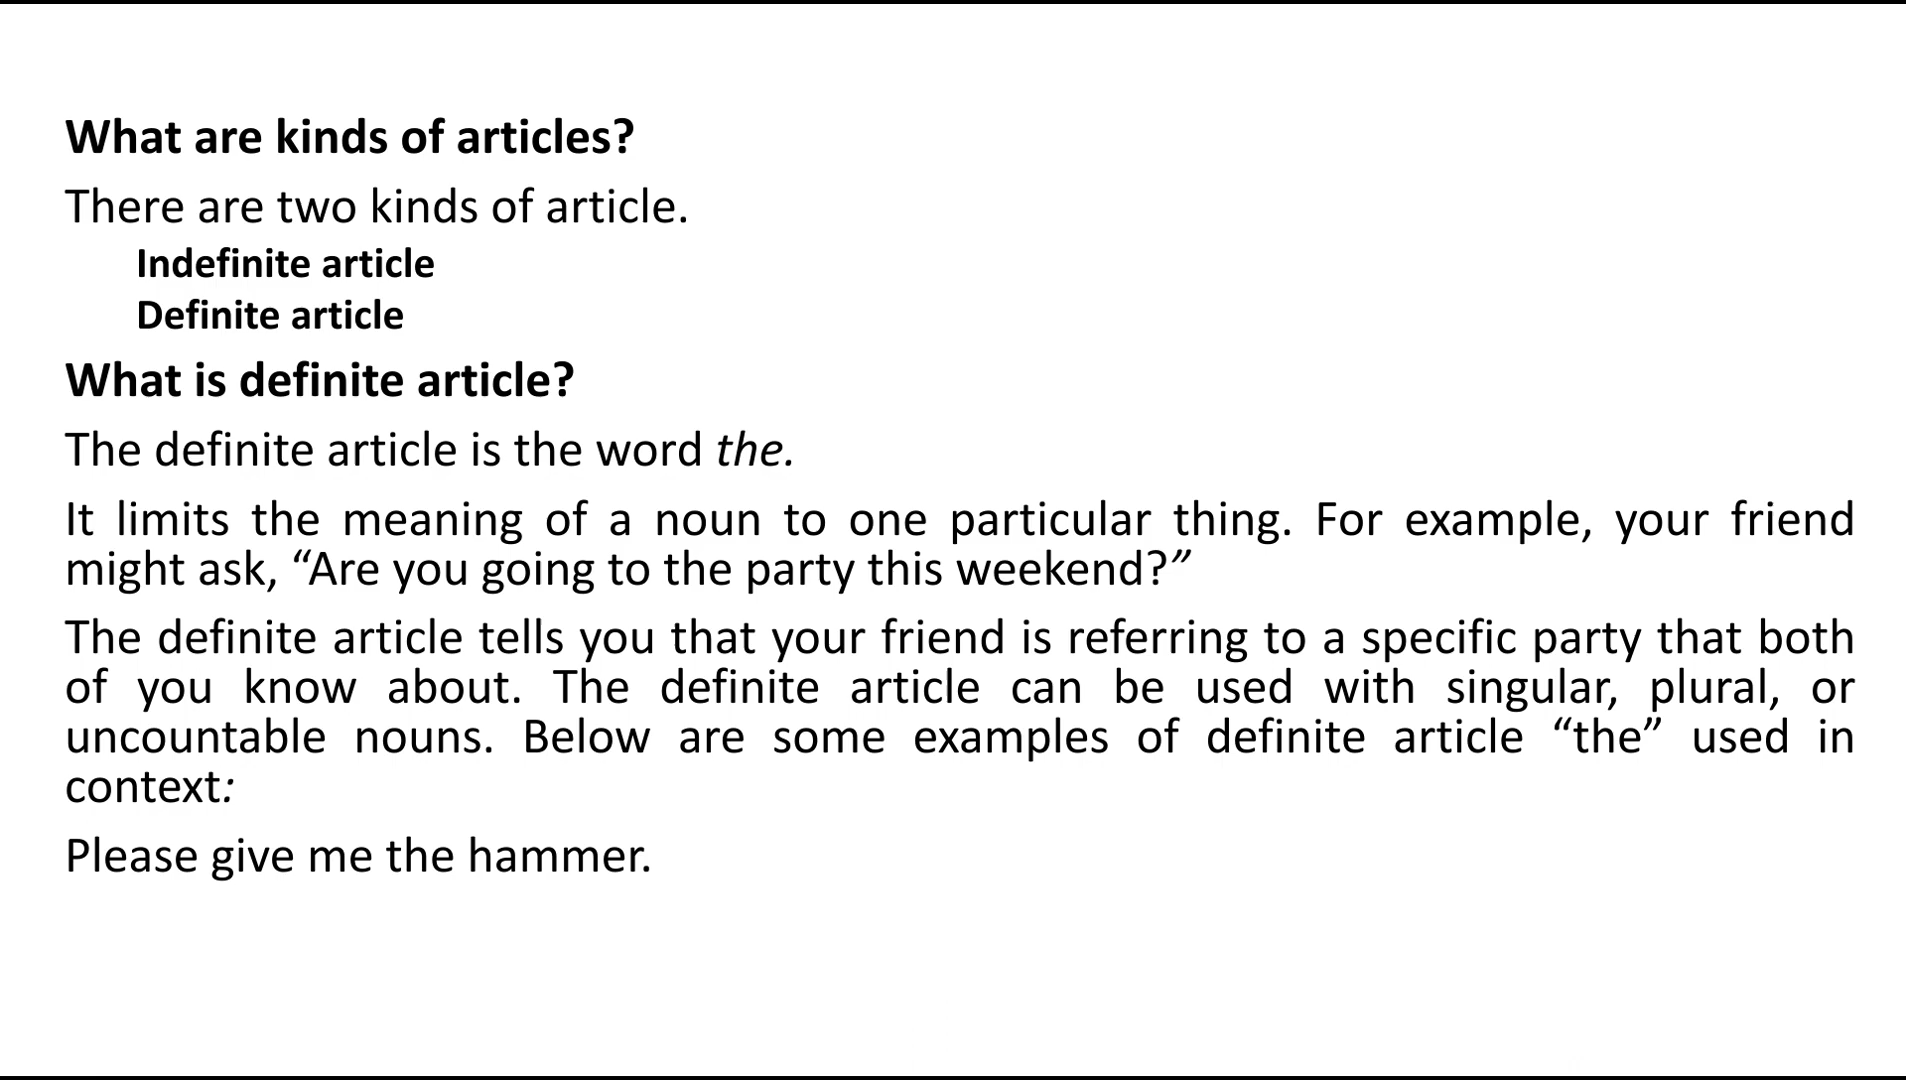 What are kinds of articles?
There are two kinds of article.
Indefinite article
Definite article
What is definite article?
The definite article is the word the.
It limits the meaning of a noun to one particular thing. For example, your friend
might ask, “Are you going to the party this weekend?”
The definite article tells you that your friend is referring to a specific party that both
of you know about. The definite article can be used with singular, plural, or
uncountable nouns. Below are some examples of definite article “the” used in
context:
Please give me the hammer.